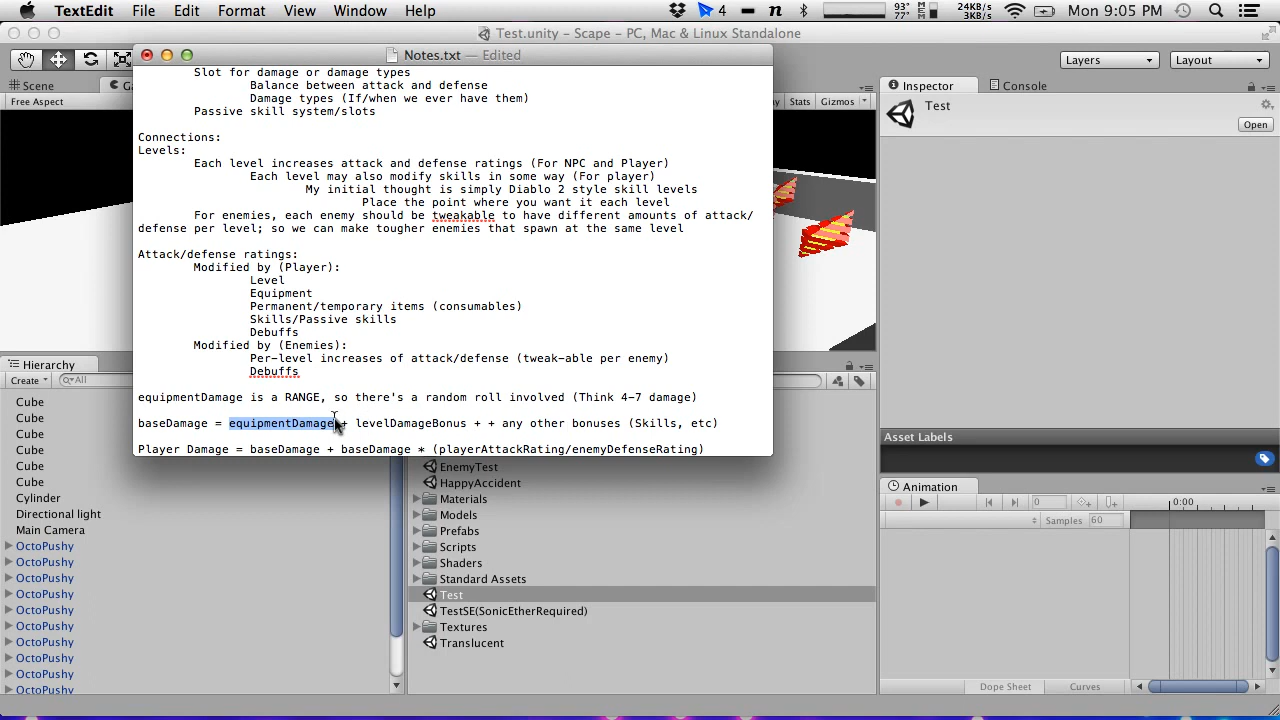 TextEdit File Edit Format View Window Help 4 93° 77° 24KB/s 3KB/s Mon 9:05 PM
Test.unity - Scape - PC, Mac & Linux Standalone
Notes.txt — Edited
Layers Layout
Scene
Free Aspect
Stats Gizmos
Slot for damage or damage types
Balance between attack and defense
Damage types (If/when we ever have them)
Passive skill system/slots
Connections:
Levels:
Each level increases attack and defense ratings (For NPC and Player)
Each level may also modify skills in some way (For player)
My initial thought is simply Diablo 2 style skill levels
Place the point where you want it each level
For enemies, each enemy should be tweakable to have different amounts of attack/
defense per level; so we can make tougher enemies that spawn at the same level
Attack/defense ratings:
Modified by (Player):
Level
Equipment
Permanent/temporary items (consumables)
Skills/Passive skills
Debuffs
Modified by (Enemies):
Per-level increases of attack/defense (tweak-able per enemy)
Debuffs
equipmentDamage is a RANGE, so there's a random roll involved (Think 4-7 damage)
baseDamage = equipmentDamage + levelDamageBonus + + any other bonuses (Skills, etc)
Player Damage = baseDamage + baseDamage * (playerAttackRating/enemyDefenseRating)
Inspector Console
Test
Open
Asset Labels
Animation
0 0:00
Samples 60
Dope Sheet Curves
Hierarchy
Create All
Cube
Cube
Cube
Cube
Cube
Cube
Cylinder
Directional light
Main Camera
OctoPushy
OctoPushy
OctoPushy
OctoPushy
OctoPushy
OctoPushy
OctoPushy
OctoPushy
OctoPushy
OctoPushy
EnemyTest
HappyAccident
Materials
Models
Prefabs
Scripts
Shaders
Standard Assets
Test
TestSE(SonicEtherRequired)
Textures
Translucent